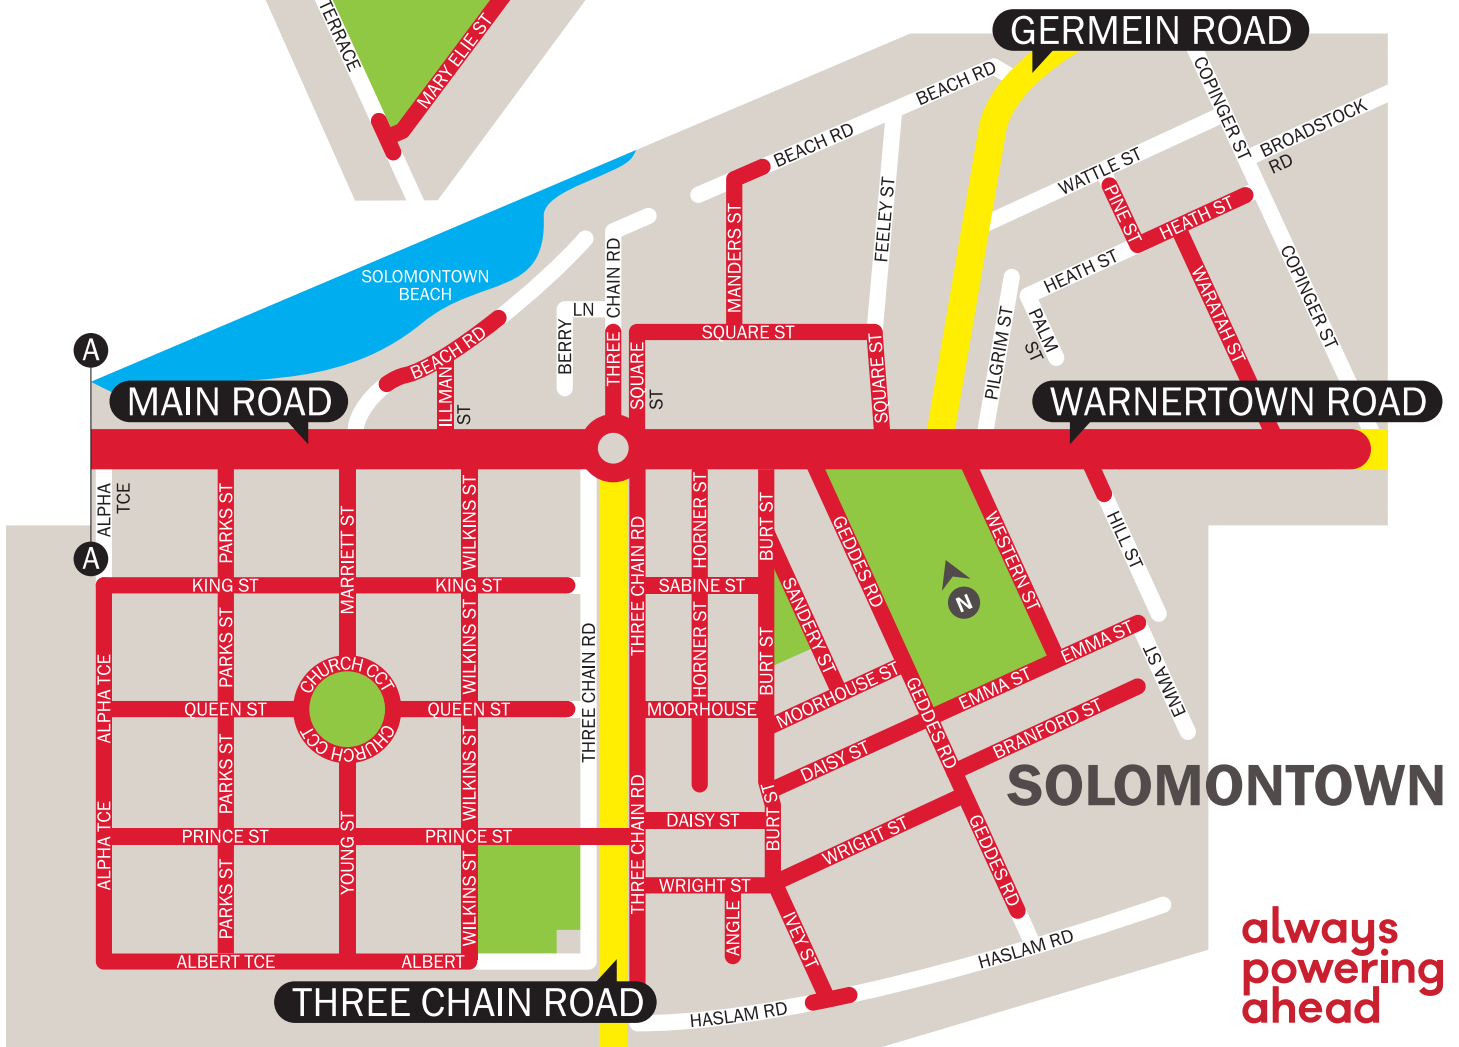 TERRACE
MARY ELIE ST
GERMEIN ROAD
BEACH RD
BEACH RD
COPINGER ST
BROADSTOCK
RD
WATTLE ST
PINE ST
HEATH ST
HEATH ST
FEELEY ST
MANDERS ST
CHAIN RD
THREE
SOLOMONTOWN
BEACH
LN
BERRY
BEACH RD
ILLMAN
ST
SQUARE ST
SQUARE
ST
SQUARE ST
PILGRIM ST
PALM
ST
WARATAH ST
COPINGER ST
A
MAIN ROAD
WARNERTOWN ROAD
ALPHA
TCE
A
PARKS ST
MARRIETT ST
WILKINS ST
THREE CHAIN RD
HORNER ST
BURT ST
GEDDES RD
WESTERN ST
HILL ST
KING ST
KING ST
SABINE ST
SANDERY ST
N
PARKS ST
WILKINS ST
HORNER ST
BURT ST
ALPHA TCE
CHURCH CCT
CHURCH CCT
QUEEN ST
QUEEN ST
THREE CHAIN RD
MOORHOUSE
MOORHOUSE ST
EMMA ST
EMMA ST
EMMA ST
GEDDES RD
BRANFORD ST
DAISY ST
SOLOMONTOWN
PARKS ST
WILKINS ST
THREE CHAIN RD
BURT ST
DAISY ST
ALPHA TCE
PRINCE ST
PRINCE ST
YOUNG ST
WRIGHT ST
GEDDES RD
PARKS ST
WILKINS ST
WRIGHT ST
ANGLE
IVEY ST
ALBERT TCE
ALBERT
HASLAM RD
HASLAM RD
THREE CHAIN ROAD
always
powering
ahead